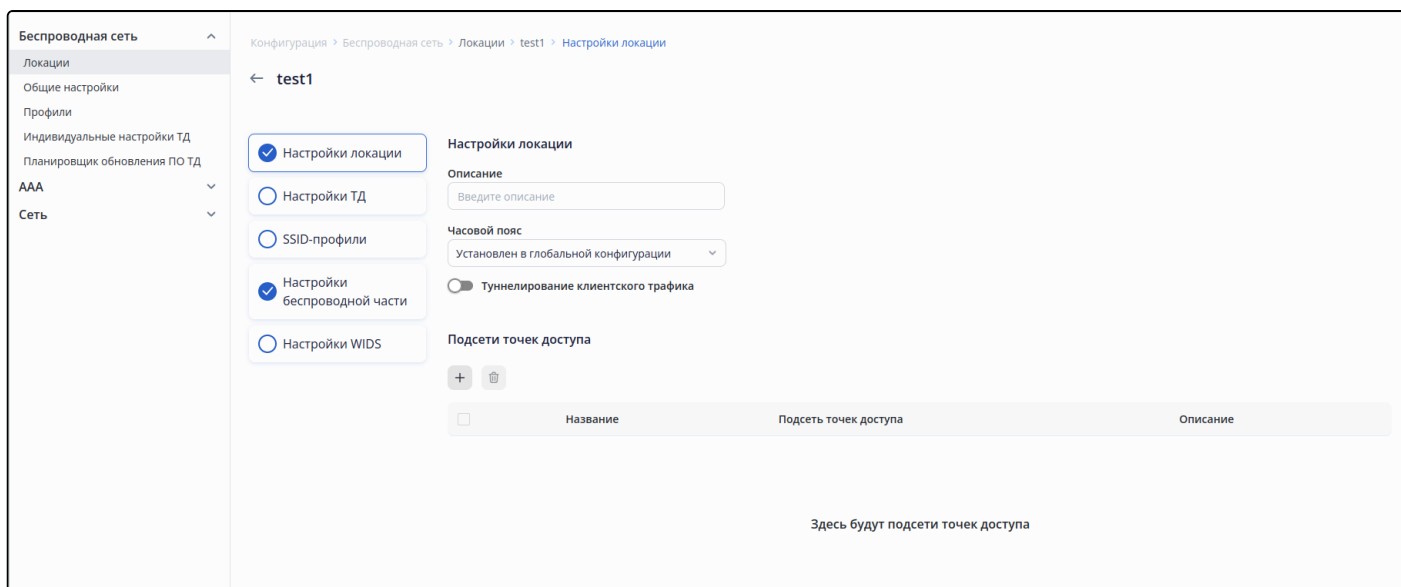 Беспроводная сеть
Локации
Общие настройки
Профили
Индивидуальные настройки ТД
Планировщик обновления ПО ТД
AAA
Сеть
Конфигурация > Беспроводная сеть > Локации > test1 > Настройки локации
← test1
Настройки локации
Настройки ТД
SSID-профили
Настройки
беспроводной части
Настройки WIDS
Настройки локации
Описание
Введите описание
Часовой пояс
Установлен в глобальной конфигурации
Туннелирование клиентского трафика
Подсети точек доступа
+
Название Подсеть точек доступа Описание
Здесь будут подсети точек доступа